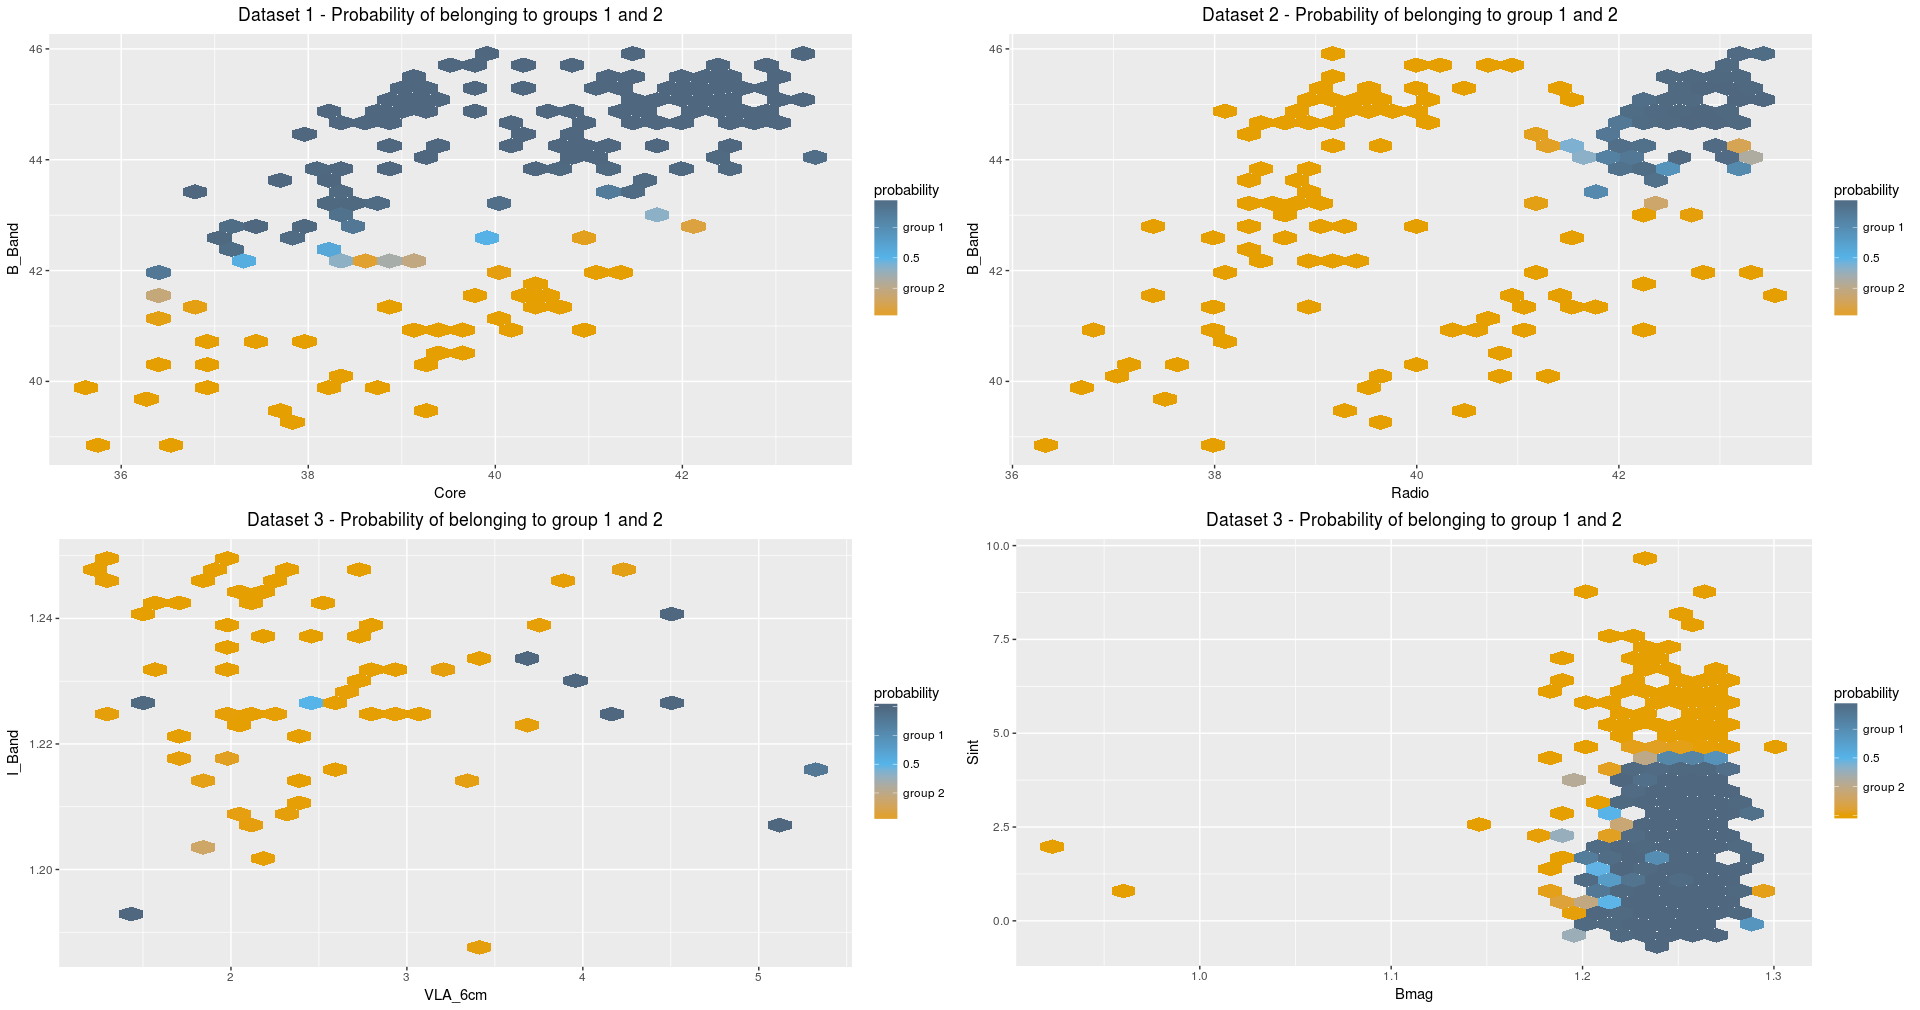 Dataset 1 - Probability of belonging to groups 1 and 2
46
44
42
40
B_Band
36
38
40
42
Core
probability
group 1
0.5
group 2
Dataset 2 - Probability of belonging to group 1 and 2
46
44
42
40
B_Band
36
38
40
42
Radio
probability
group 1
0.5
group 2
Dataset 3 - Probability of belonging to group 1 and 2
1.24
1.22
1.20
I_Band
2
3
4
5
VLA_6cm
probability
group 1
0.5
group 2
Dataset 3 - Probability of belonging to group 1 and 2
10.0
7.5
5.0
2.5
0.0
Sint
1.0
1.1
1.2
1.3
Bmag
probability
group 1
0.5
group 2